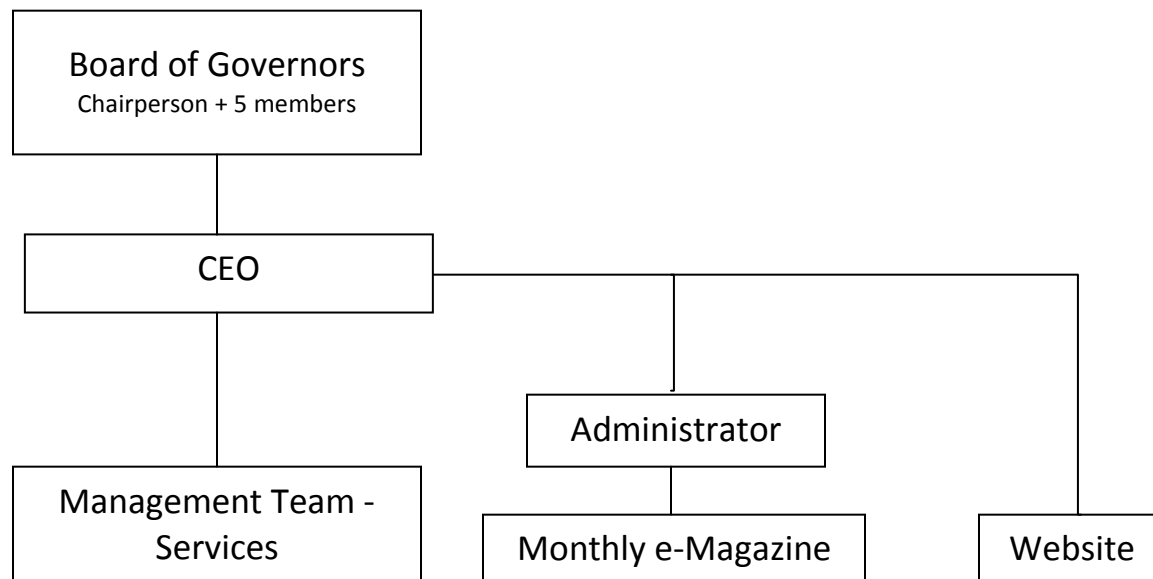 Board of Governors
Chairperson + 5 members
CEO
Administrator
Management Team -
Services
Monthly e-Magazine
Website